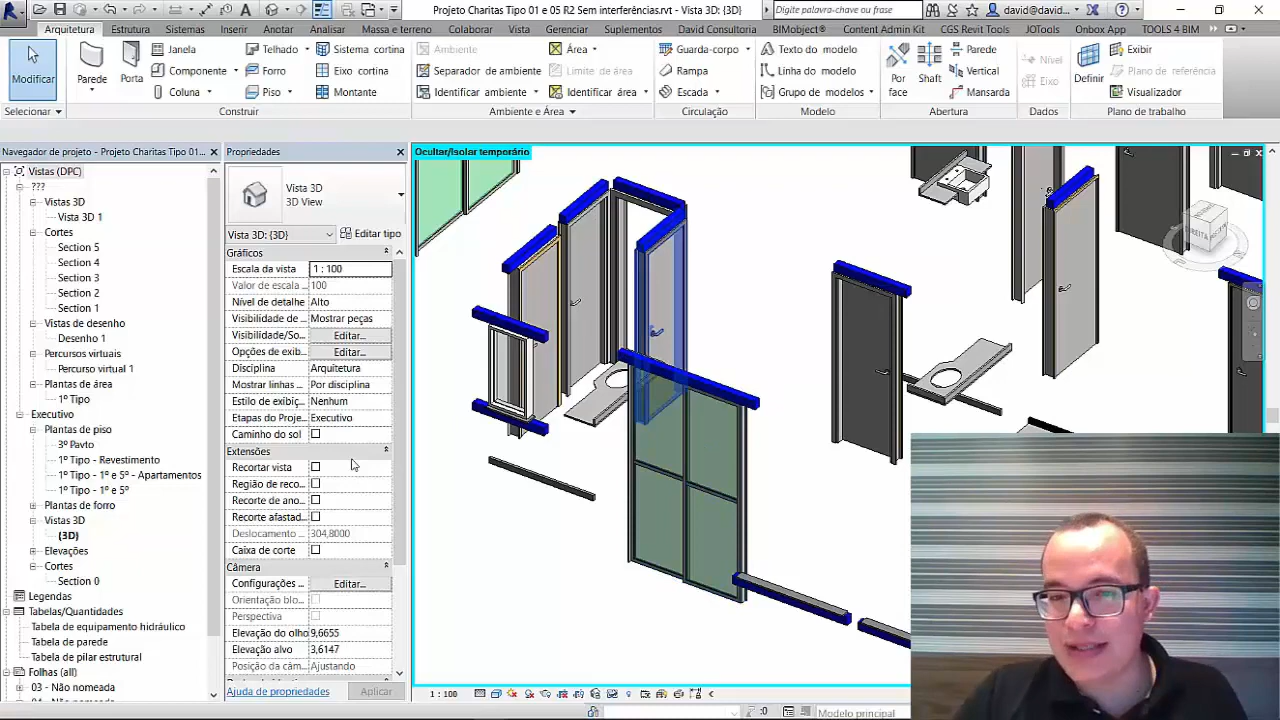 Projeto Charitas Tipo 01 e 05 R2 Sem interferências.rvt - Vista 3D: {3D}
Digite palavra-chave ou frase
david@david...
Arquitetura Estrutura Sistemas Inserir Anotar Analisar Massa e terreno Colaborar Vista Gerenciar Suplementos David Consultoria BIMobject® Content Admin Kit CGS Revit Tools JOTools Onbox App TOOLS 4 BIM
Modificar
Parede
Porta
Janela
Componente
Coluna
Telhado
Forro
Piso
Sistema cortina
Eixo cortina
Montante
Ambiente
Separador de ambiente
Identificar ambiente
Área
Limite de área
Identificar área
Guarda-corpo
Rampa
Escada
Texto do modelo
Linha do modelo
Grupo de modelos
Por face
Shaft
Parede
Vertical
Mansarda
Nível
Eixo
Definir
Exibir
Plano de referência
Visualizador
Selecionar Construir Ambiente e Área Circulação Modelo Abertura Dados Plano de trabalho
Navegador de projeto - Projeto Charitas Tipo 01...
Vistas (DPC)
???
Vistas 3D
Vista 3D 1
Cortes
Section 5
Section 4
Section 3
Section 2
Section 1
Vistas de desenho
Desenho 1
Percursos virtuais
Percurso virtual 1
Plantas de área
1º Tipo
Executivo
Plantas de piso
3º Pavto
1º Tipo - Revestimento
1º Tipo - 1º e 5º - Apartamentos
1º Tipo - 1º e 5º
Plantas de forro
Vistas 3D
{3D}
Elevações
Cortes
Section 0
Legendas
Tabelas/Quantidades
Tabela de equipamento hidráulico
Tabela de parede
Tabela de pilar estrutural
Folhas (all)
03 - Não nomeada
Propriedades
Vista 3D
3D View
Vista 3D: {3D}
Editar tipo
Gráficos
Escala da vista 1 : 100
Valor de escala ... 100
Nível de detalhe Alto
Visibilidade de ... Mostrar peças
Visibilidade/So... Editar...
Opções de exib... Editar...
Disciplina Arquitetura
Mostrar linhas ... Por disciplina
Estilo de exibiç... Nenhum
Etapas do Proje... Executivo
Caminho do sol
Extensões
Recortar vista
Região de reco...
Recorte de ano...
Recorte afastad...
Deslocamento ... 304,8000
Caixa de corte
Câmera
Configurações ... Editar...
Orientação blo...
Perspectiva
Elevação do olho 9,6655
Elevação alvo 3,6147
Posição da câm... Ajustando
Ajuda de propriedades
Aplicar
Ocultar/Isolar temporário
1 : 100
:0
Modelo principal